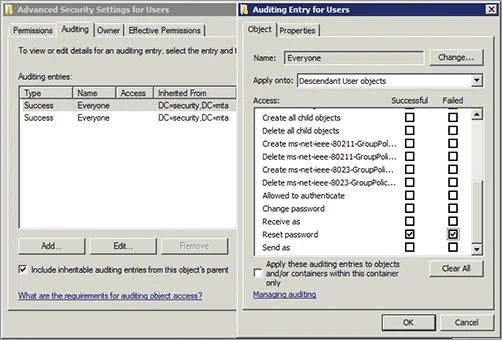 Advanced Security Settings for Users
Permissions Auditing Owner Effective Permissions
To view or edit details for an auditing entry, select the entry and
Auditing entries:
Type Name Access Inherited From
Success Everyone DC=security,DC=mta
Success Everyone DC=security,DC=mta
Add... Edit... Remove
Include inheritable auditing entries from this object's parent
What are the requirements for auditing object access?
Auditing Entry for Users
Object Properties
Name: Everyone Change...
Apply onto: Descendant User objects
Access: Successful Failed
Create all child objects
Delete all child objects
Create ms-net-ieee-80211-GroupPol...
Delete ms-net-ieee-80211-GroupPoli...
Create ms-net-ieee-8023-GroupPolic...
Delete ms-net-ieee-8023-GroupPolic...
Allowed to authenticate
Change password
Receive as
Reset password
Send as
Apply these auditing entries to objects
and/or containers within this container
only
Clear All
Managing auditing
OK Cancel